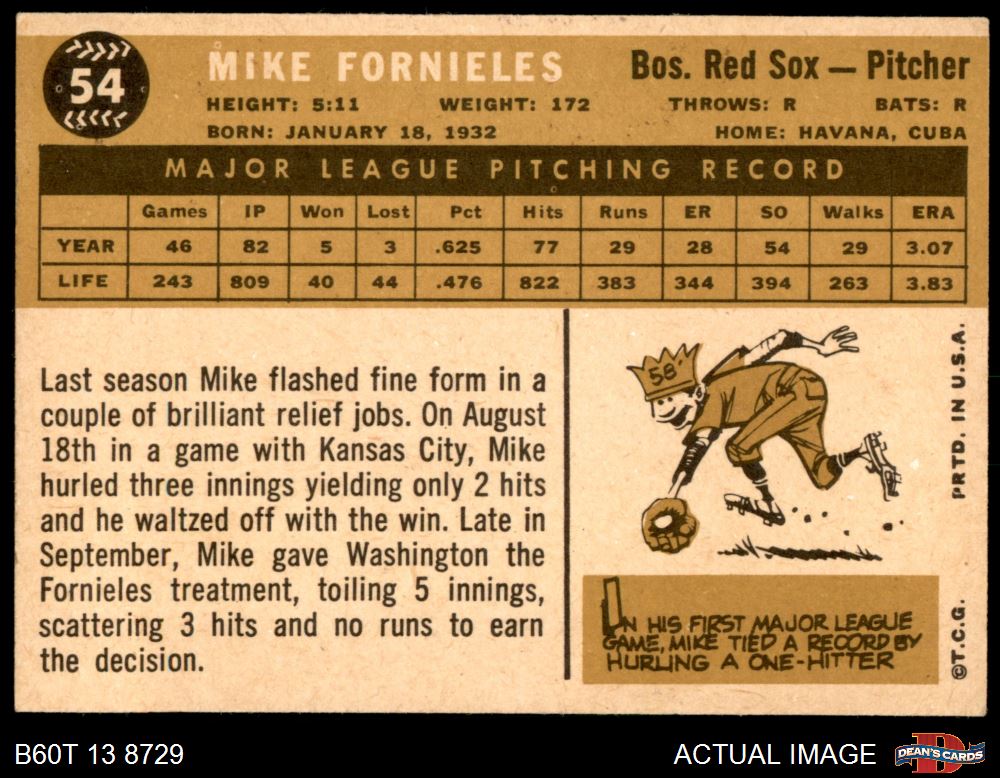 54
MIKE FORNIELES
Bos. Red Sox — Pitcher
HEIGHT: 5:11 WEIGHT: 172 THROWS: R BATS: R
BORN: JANUARY 18, 1932 HOME: HAVANA, CUBA
MAJOR LEAGUE PITCHING RECORD
Games IP Won Lost Pct Hits Runs ER SO Walks ERA
YEAR 46 82 5 3 .625 77 29 28 54 29 3.07
LIFE 243 809 40 44 .476 822 383 344 394 263 3.83
Last season Mike flashed fine form in a
couple of brilliant relief jobs. On August
18th in a game with Kansas City, Mike
hurled three innings yielding only 2 hits
and he waltzed off with the win. Late in
September, Mike gave Washington the
Fornieles treatment, toiling 5 innings,
scattering 3 hits and no runs to earn
the decision.
58
IN HIS FIRST MAJOR LEAGUE
GAME, MIKE TIED A RECORD BY
HURLING A ONE-HITTER
©T.C.G. PRTD. IN U.S.A.
B60T 13 8729
ACTUAL IMAGE
DEAN'S CARDS